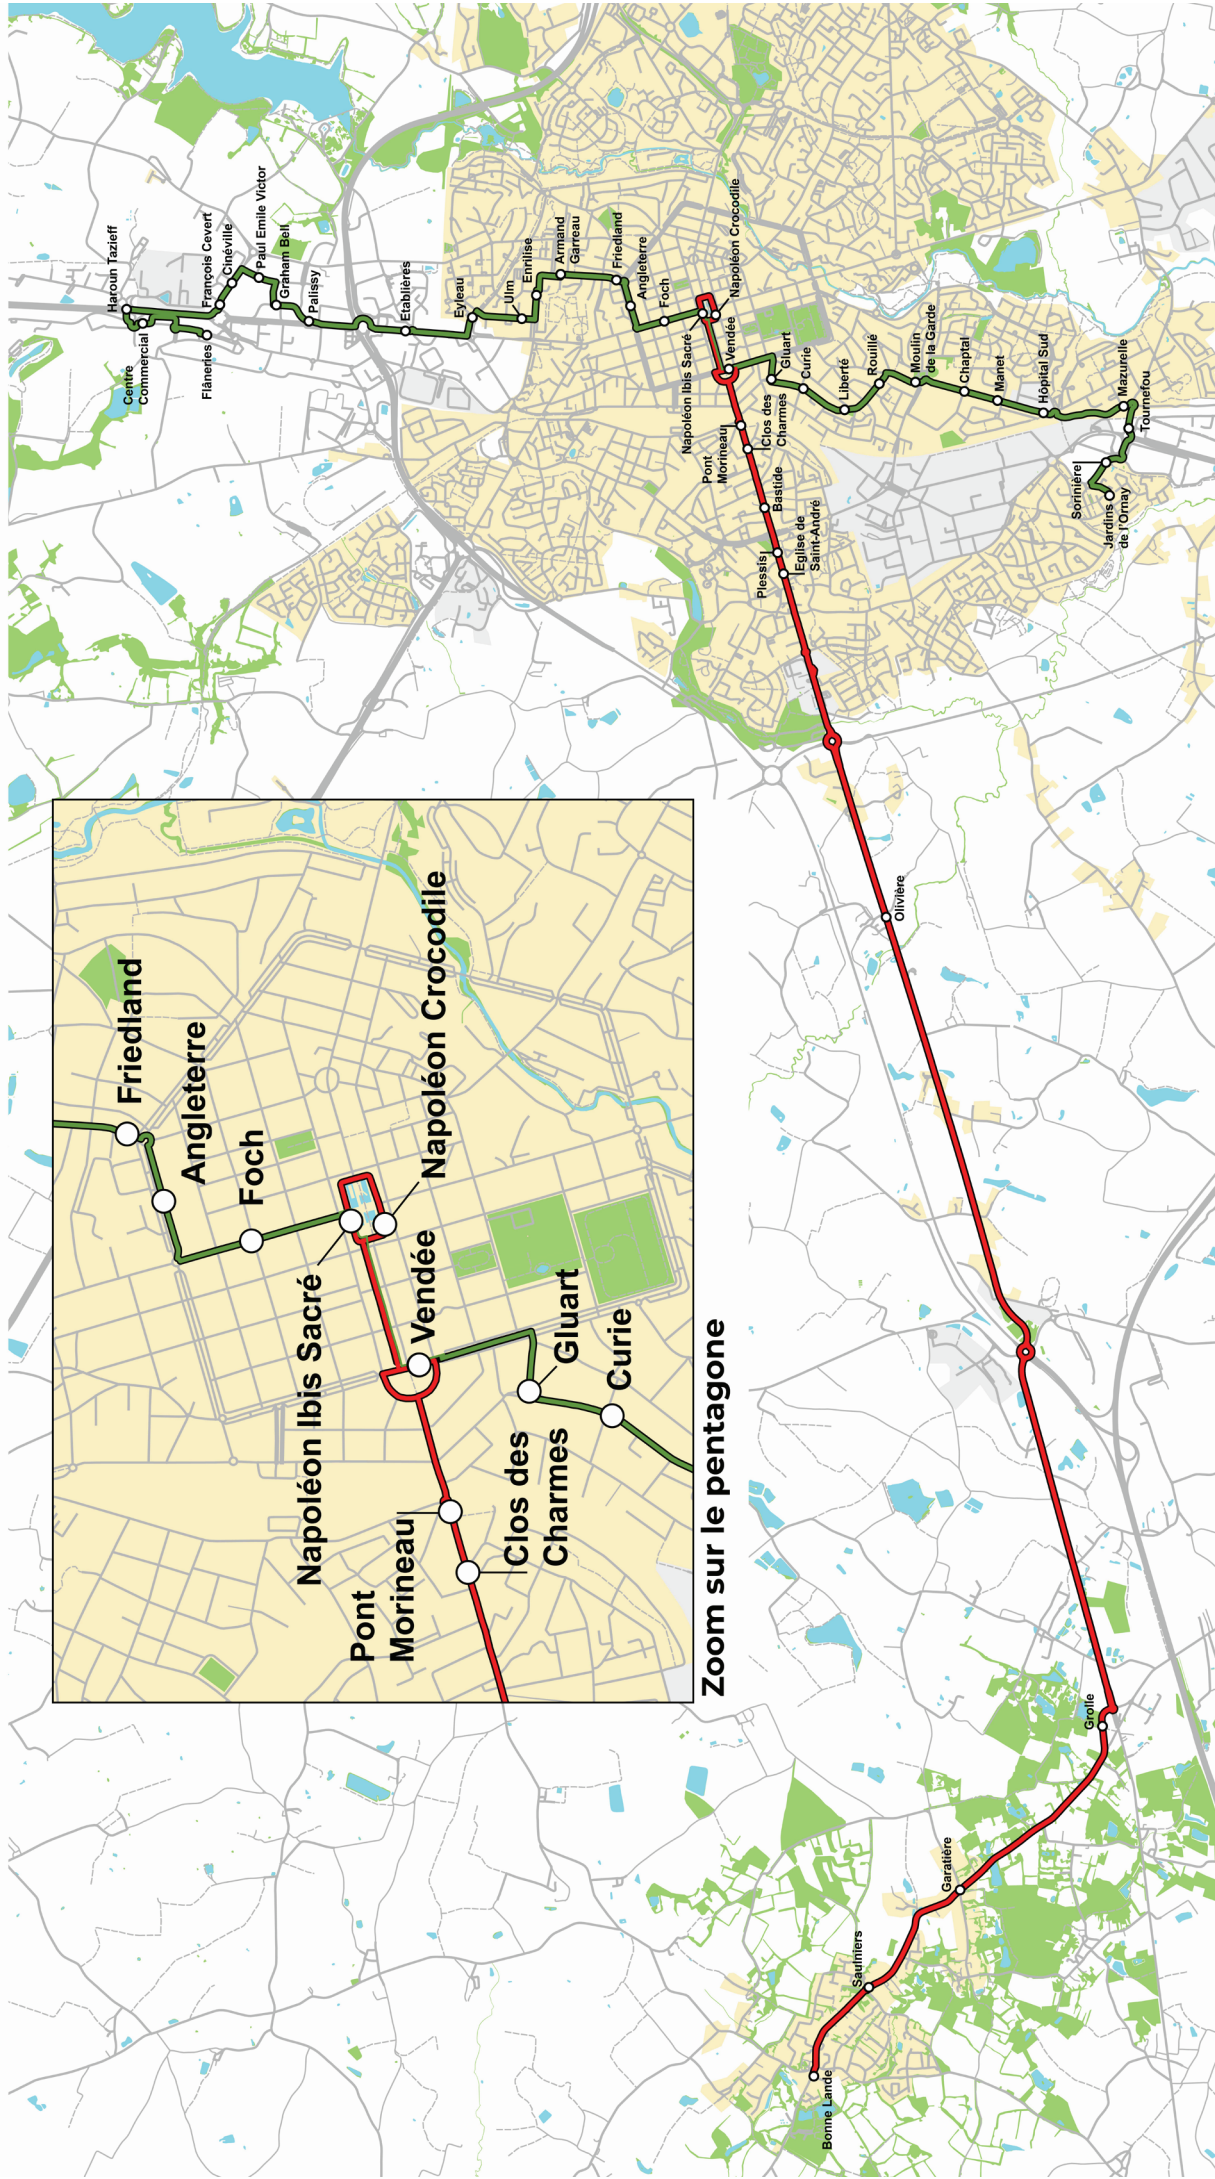 Haroun Tazieff
Centre
Commercial
Flâneries
François Cevert
Cinéville
Paul Emile Victor
Graham Bell
Palissy
Etablières
Eyleau
Ulm
Enrilise
Armand
Garreau
Friedland
Angleterre
Foch
Napoléon Ibis Sacré
Napoléon Crocodile
Vendée
Gluart
Curie
Liberté
Rouillé
Moulin
de la Garde
Chaptal
Manet
Hôpital Sud
Mazurelle
Tournefou
Sorinière
Jardins
de l'Ornay
Pont
Morineau
Clos des
Charmes
Bastide
Plessis
Eglise de
Saint-André
Olivière
Grolle
Garatière
Saulniers
Bonne Lande
Friedland
Angleterre
Foch
Napoléon Ibis Sacré
Napoléon Crocodile
Vendée
Gluart
Curie
Pont
Morineau
Clos des
Charmes
Zoom sur le pentagone